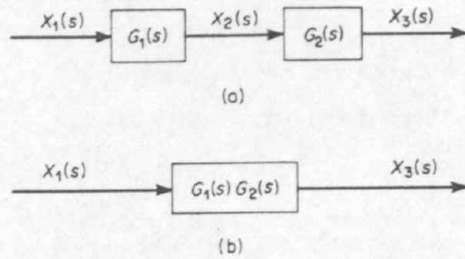 X₁(s) G₁(s) X₂(s) G₂(s) X₃(s)
(a)
X₁(s) G₁(s) G₂(s) X₃(s)
(b)